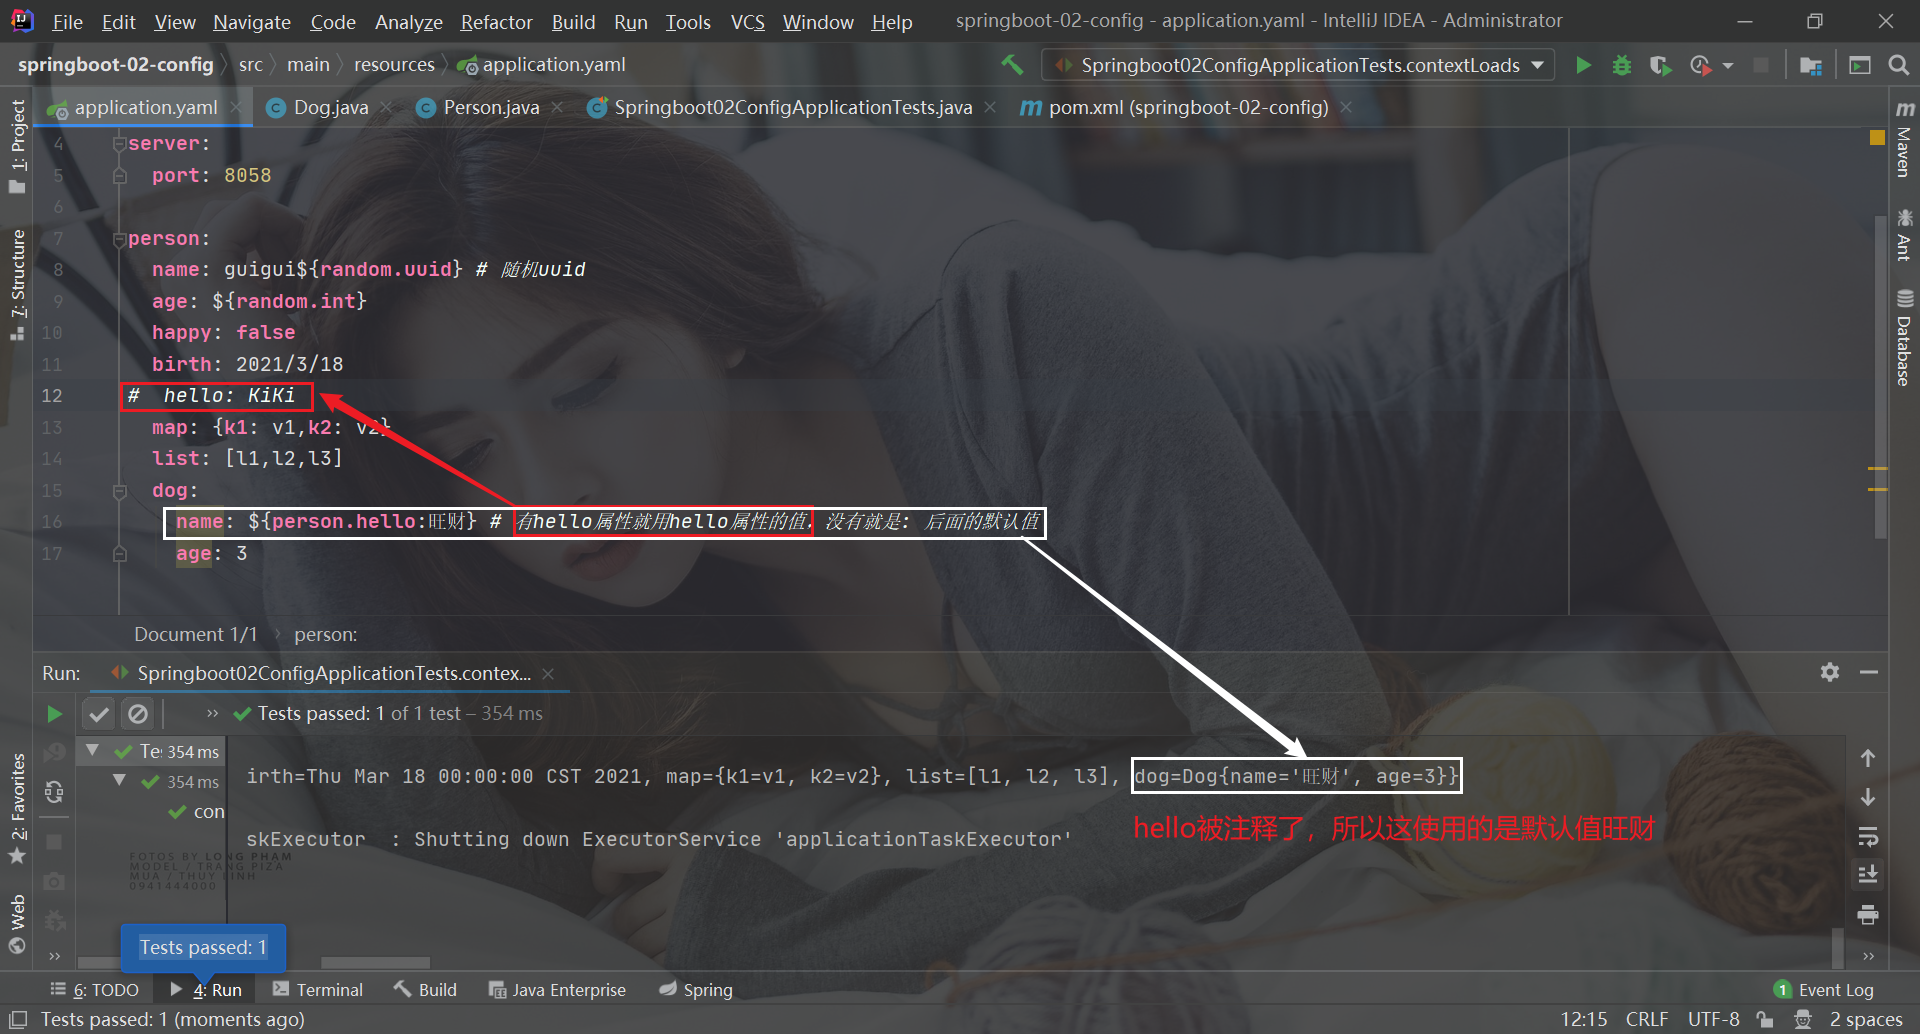 File Edit View Navigate Code Analyze Refactor Build Run Tools VCS Window Help springboot-02-config - application.yaml - IntelliJ IDEA - Administrator
springboot-02-config src main resources application.yaml Springboot02ConfigApplicationTests.contextLoads
application.yaml Dog.java Person.java Springboot02ConfigApplicationTests.java pom.xml (springboot-02-config)
1: Project
7: Structure
2: Favorites
Web
Maven
Ant
Database
4 server:
5 port: 8058
6
7 person:
8 name: guigui${random.uuid} # 随机uuid
9 age: ${random.int}
10 happy: false
11 birth: 2021/3/18
12 # hello: KiKi
13 map: {k1: v1,k2: v2}
14 list: [l1,l2,l3]
15 dog:
16 name: ${person.hello:旺财} # 有hello属性就用hello属性的值，没有就是: 后面的默认值
17 age: 3
Document 1/1 person:
Run: Springboot02ConfigApplicationTests.contex...
Tests passed: 1 of 1 test – 354 ms
Te: 354 ms
354 ms
con
irth=Thu Mar 18 00:00:00 CST 2021, map={k1=v1, k2=v2}, list=[l1, l2, l3], dog=Dog{name='旺财', age=3}}
hello被注释了，所以这使用的是默认值旺财
skExecutor : Shutting down ExecutorService 'applicationTaskExecutor'
FOTOS BY LONG PHAM
MODEL / TRANG PIZA
MUA / THUY LINH
0941444000
Tests passed: 1
6: TODO 4: Run Terminal Build Java Enterprise Spring 1 Event Log
Tests passed: 1 (moments ago) 12:15 CRLF UTF-8 2 spaces